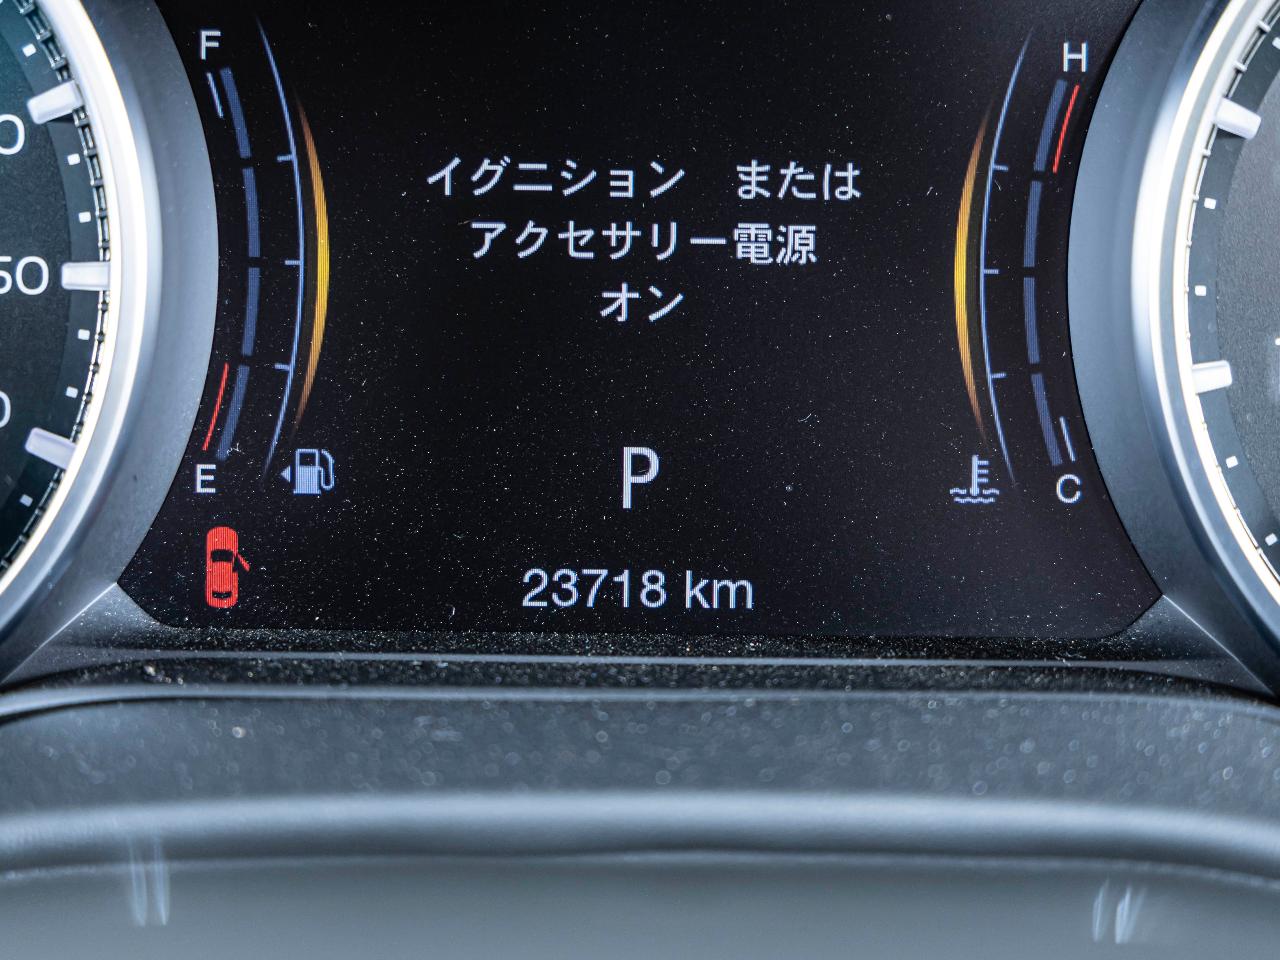 F
H
イグニション　または
アクセサリー電源
オン
50
P
E
C
23718 km